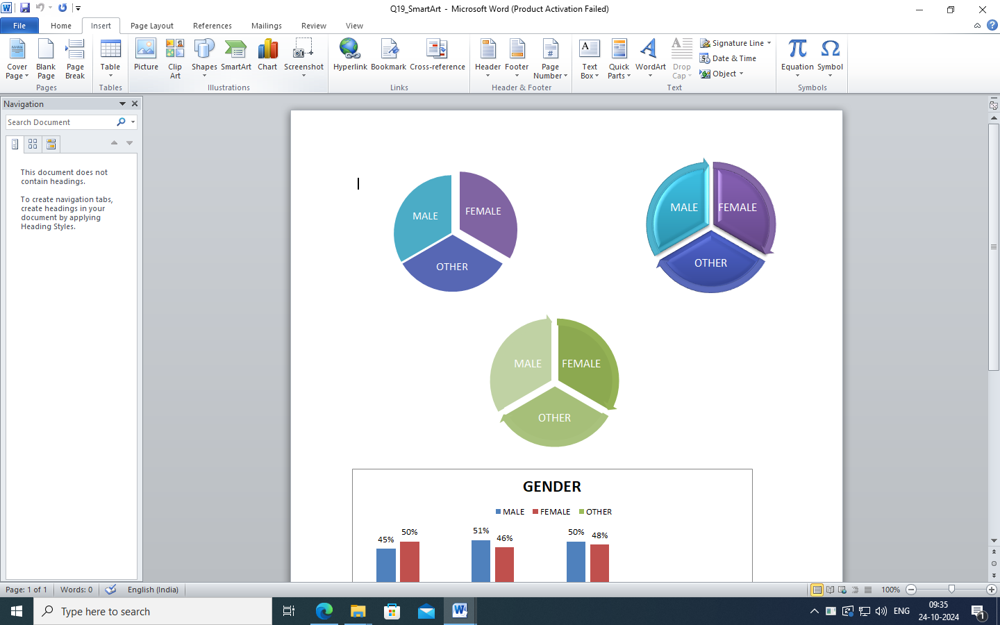 Q19_SmartArt - Microsoft Word (Product Activation Failed)
File Home Insert Page Layout References Mailings Review View
Cover Page Blank Page Page Break Table Picture Clip Art Shapes SmartArt Chart Screenshot Hyperlink Bookmark Cross-reference Header Footer Page Number Text Box Quick Parts WordArt Drop Cap Signature Line Date & Time Object Equation Symbol
Pages Tables Illustrations Links Header & Footer Text Symbols
Navigation
Search Document
This document does not
contain headings.
To create navigation tabs,
create headings in your
document by applying
Heading Styles.
MALE FEMALE
OTHER
MALE FEMALE
OTHER
MALE FEMALE
OTHER
GENDER
MALE FEMALE OTHER
45% 50% 51% 46% 50% 48%
Page: 1 of 1 Words: 0 English (India) 100%
Type here to search
ENG
09:35
24-10-2024
1